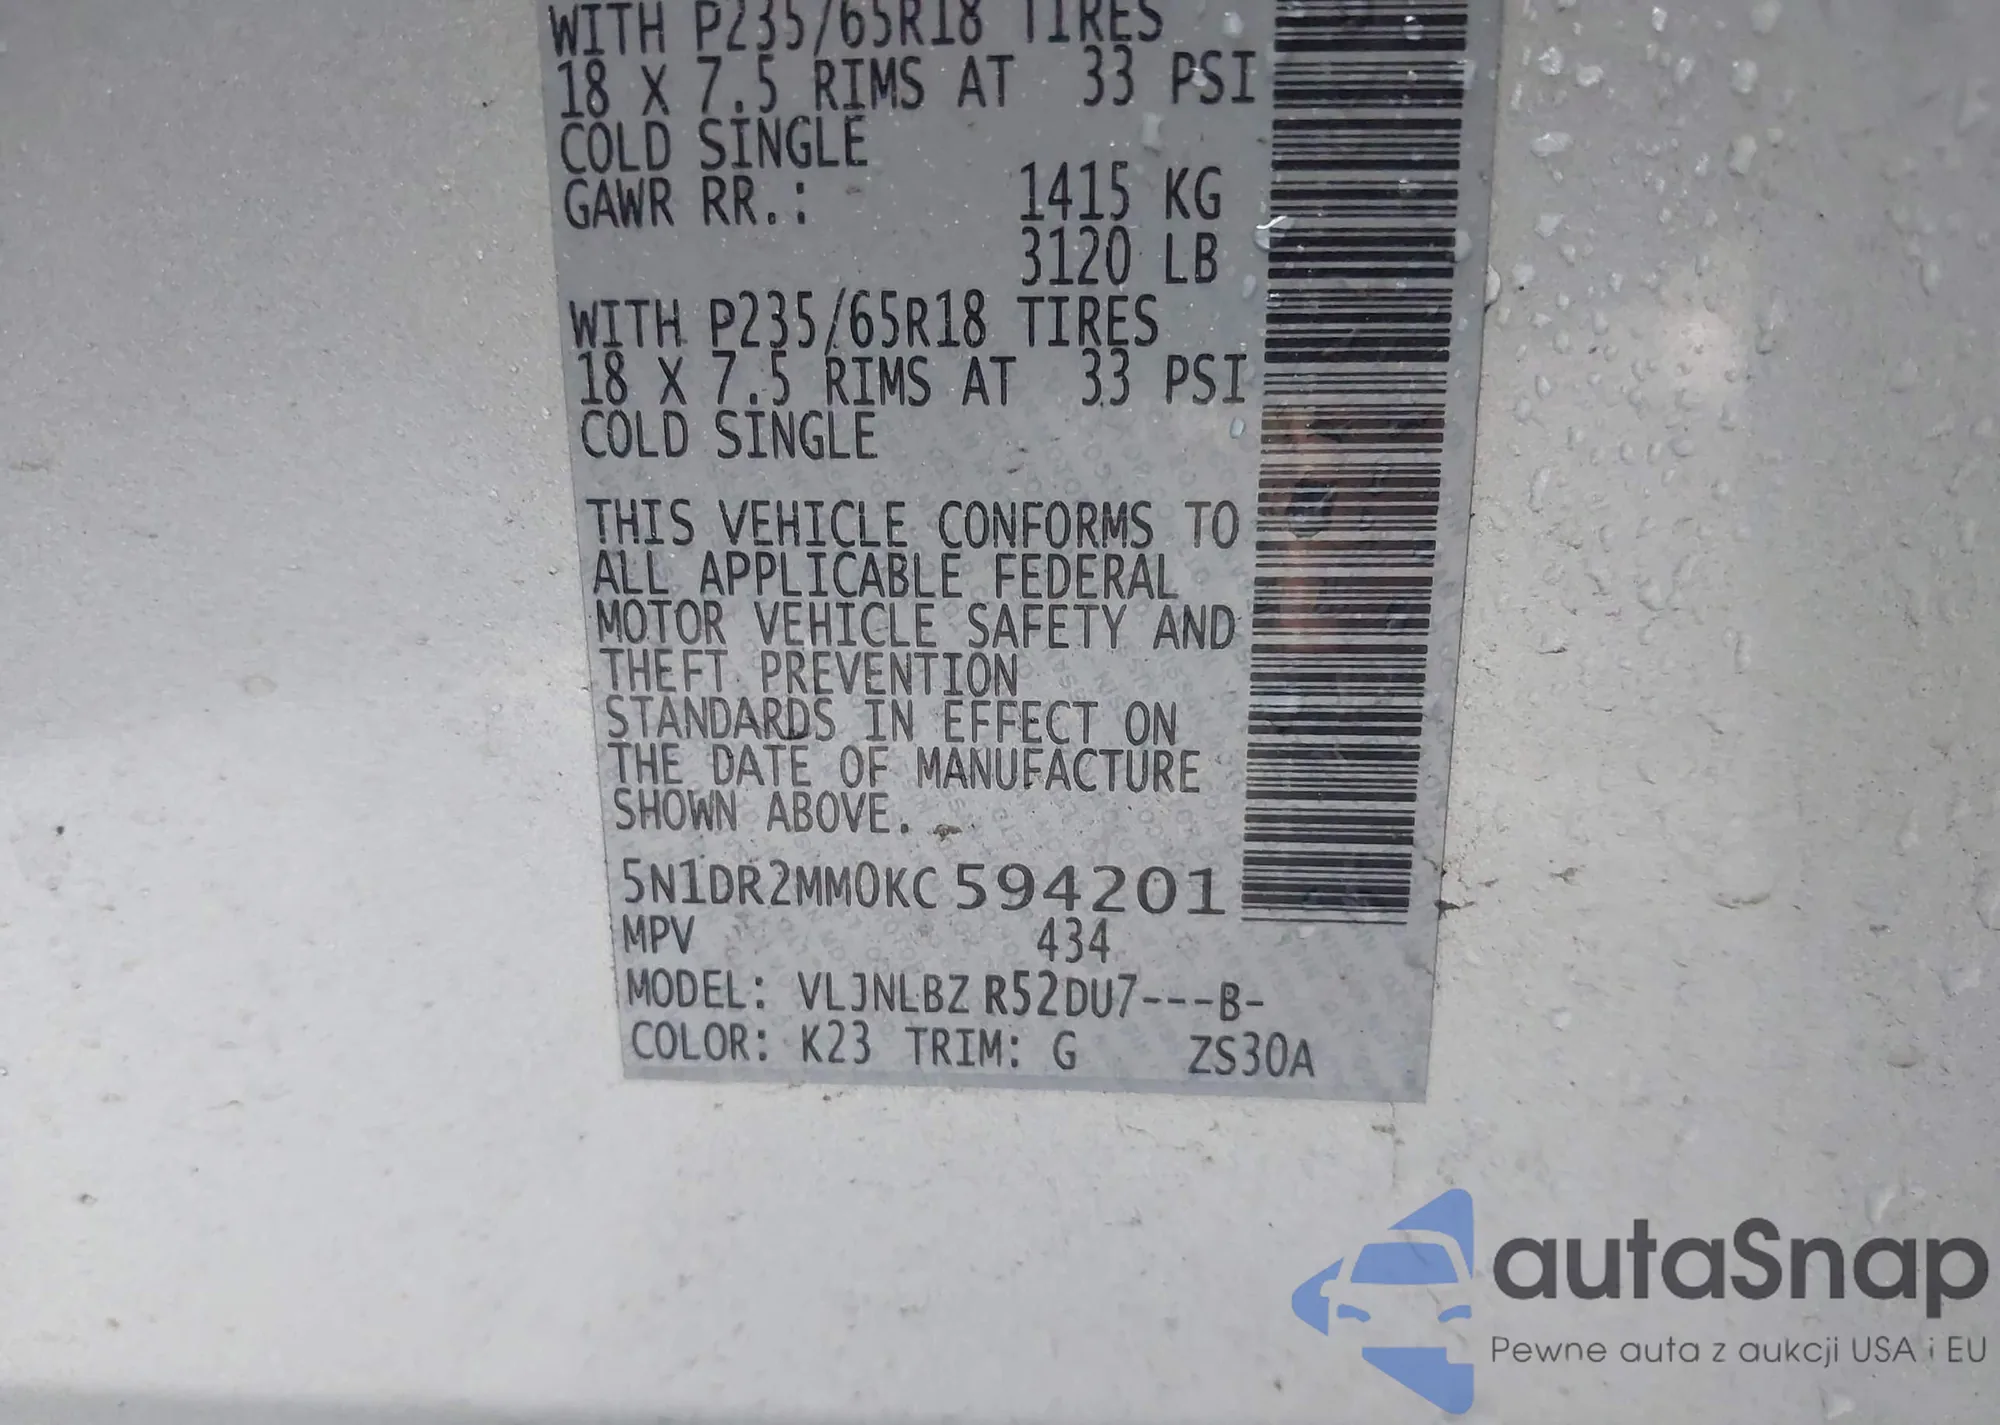 WITH P235/65R18 TIRES
18 X 7.5 RIMS AT 33 PSI
COLD SINGLE
GAWR RR.: 1415 KG
3120 LB
WITH P235/65R18 TIRES
18 X 7.5 RIMS AT 33 PSI
COLD SINGLE
THIS VEHICLE CONFORMS TO
ALL APPLICABLE FEDERAL
MOTOR VEHICLE SAFETY AND
THEFT PREVENTION
STANDARDS IN EFFECT ON
THE DATE OF MANUFACTURE
SHOWN ABOVE.
5N1DR2MM0KC594201
MPV 434
MODEL: VLJNLBZ R52DU7---B-
COLOR: K23 TRIM: G ZS30A
autaSnap
Pewne auta z aukcji USA i EU